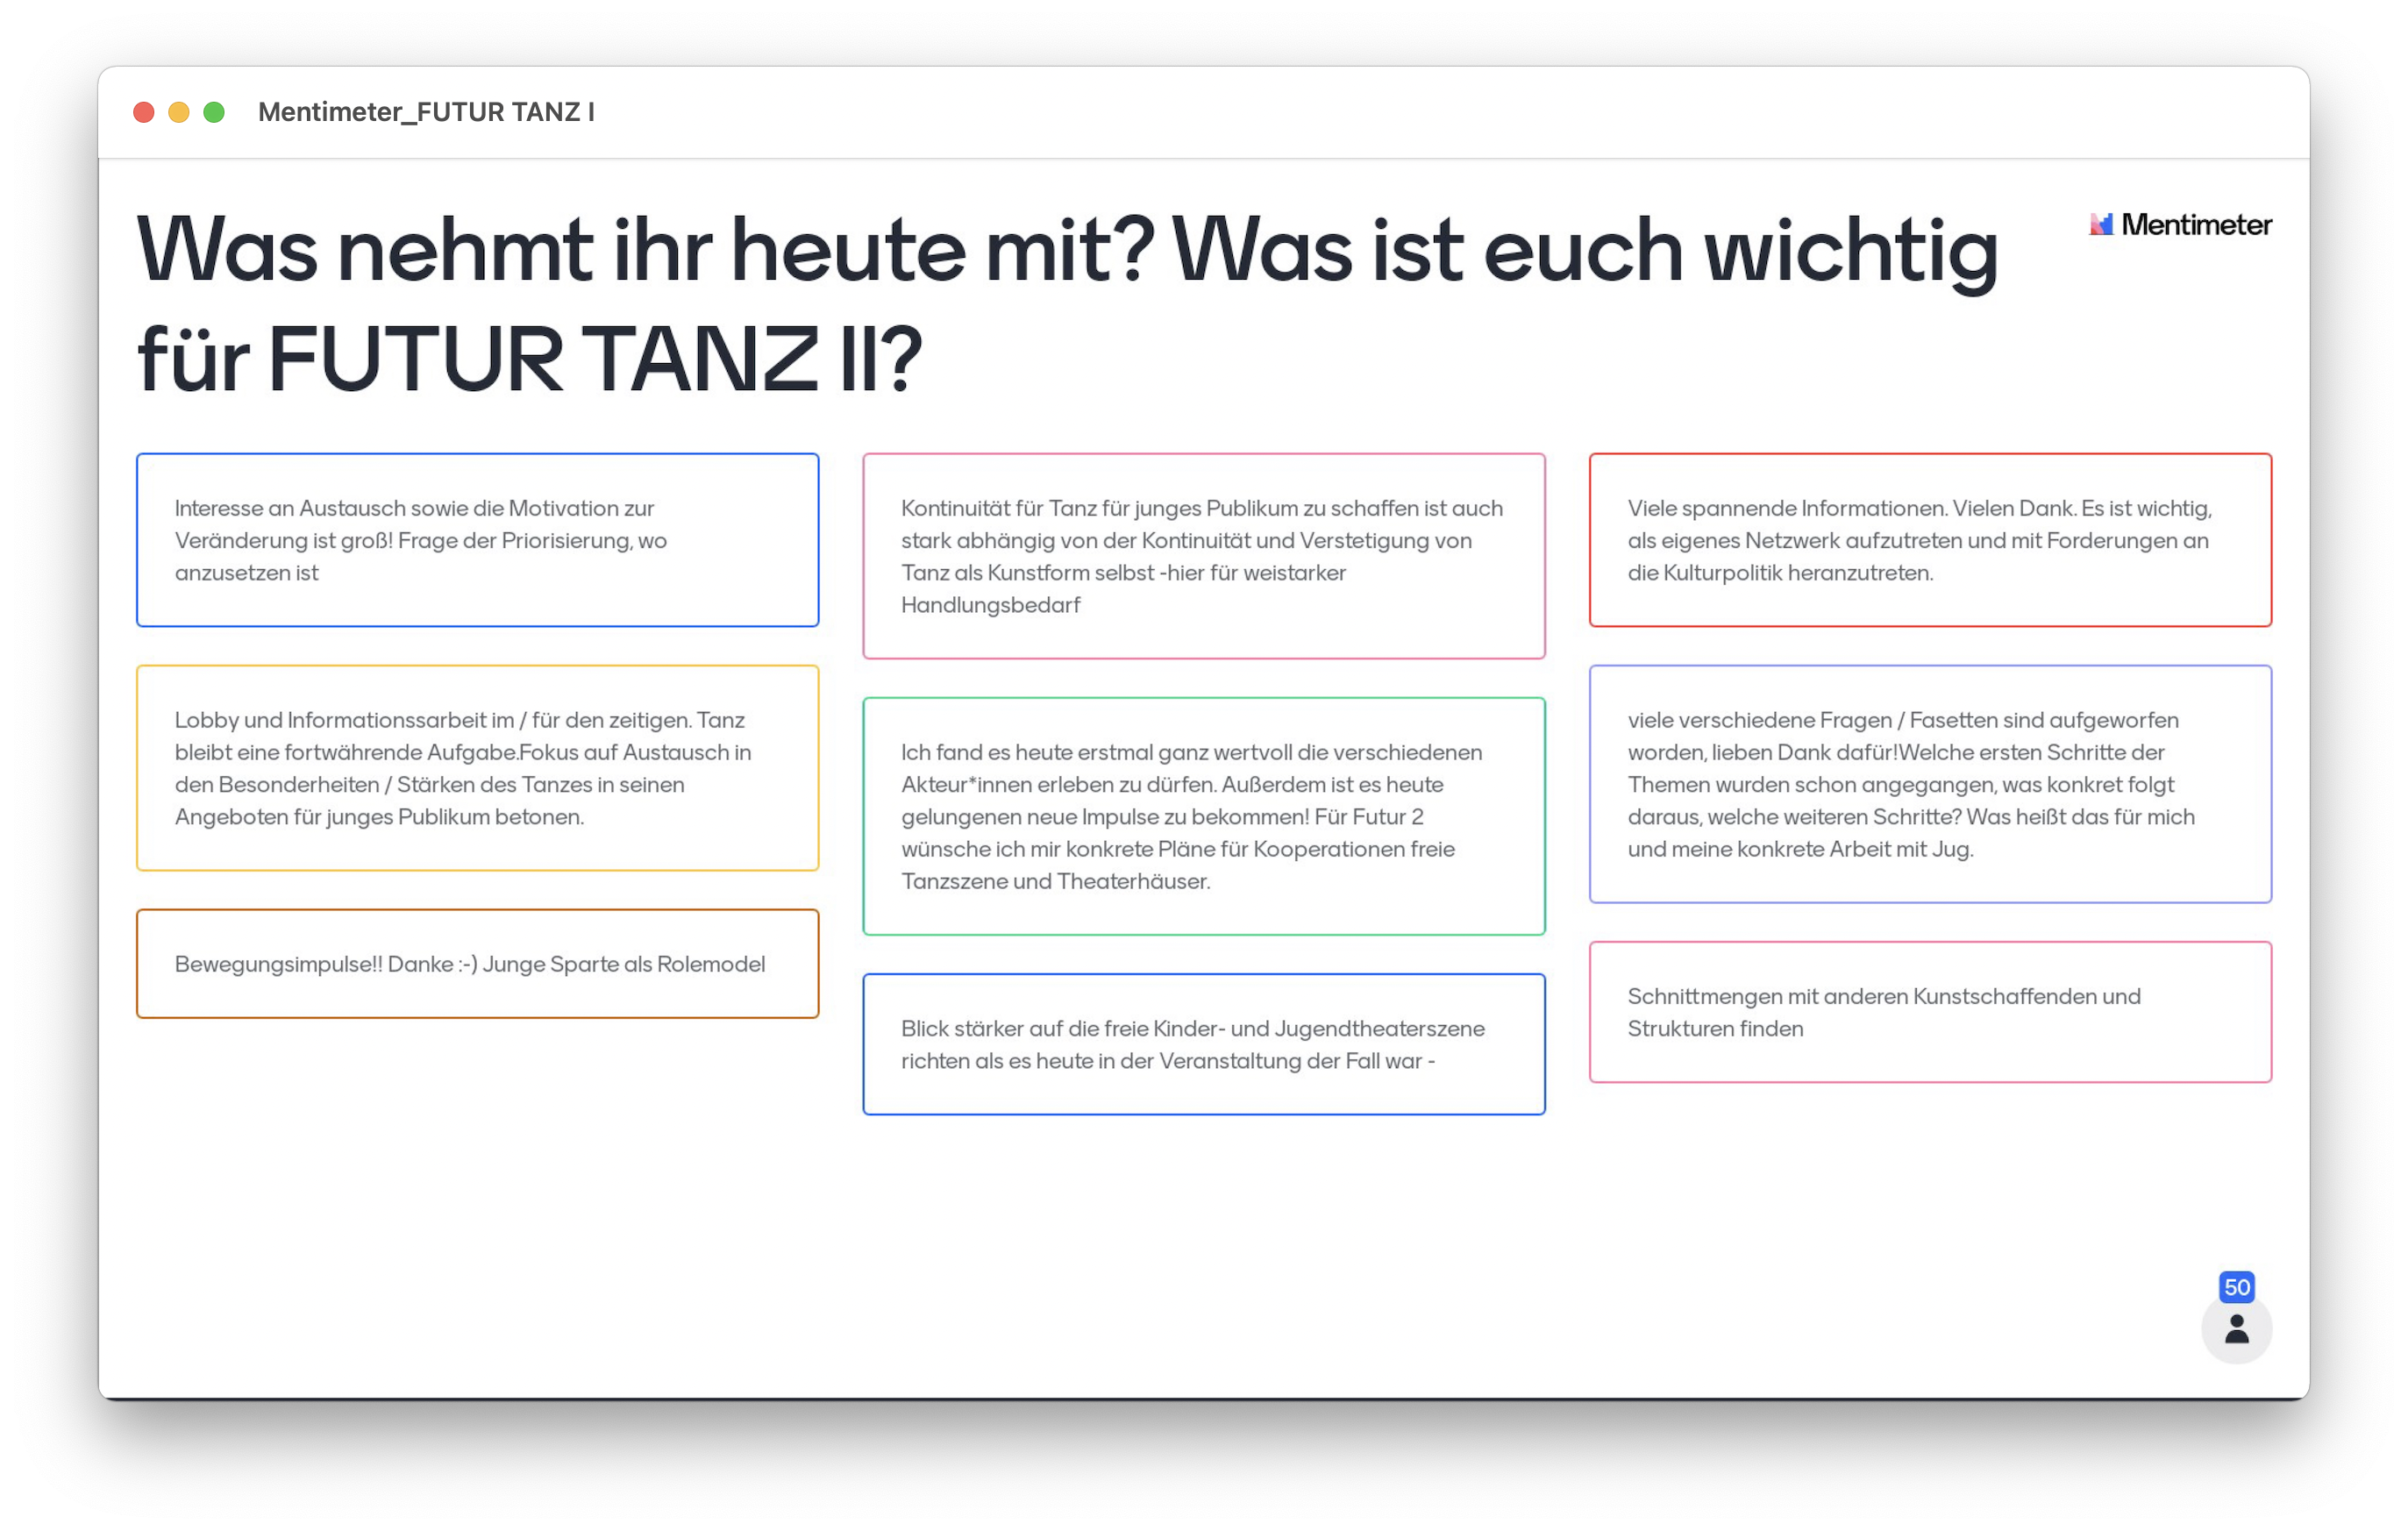 Mentimeter_FUTUR TANZ I
Was nehmt ihr heute mit? Was ist euch wichtig
für FUTUR TANZ II?
Mentimeter
Interesse an Austausch sowie die Motivation zur
Veränderung ist groß! Frage der Priorisierung, wo
anzusetzen ist
Lobby und Informationssarbeit im / für den zeitigen. Tanz
bleibt eine fortwährende Aufgabe.Fokus auf Austausch in
den Besonderheiten / Stärken des Tanzes in seinen
Angeboten für junges Publikum betonen.
Bewegungsimpulse!! Danke :-) Junge Sparte als Rolemodel
Kontinuität für Tanz für junges Publikum zu schaffen ist auch
stark abhängig von der Kontinuität und Verstetigung von
Tanz als Kunstform selbst -hier für weistarker
Handlungsbedarf
Ich fand es heute erstmal ganz wertvoll die verschiedenen
Akteur*innen erleben zu dürfen. Außerdem ist es heute
gelungenen neue Impulse zu bekommen! Für Futur 2
wünsche ich mir konkrete Pläne für Kooperationen freie
Tanzszene und Theaterhäuser.
Blick stärker auf die freie Kinder- und Jugendtheaterszene
richten als es heute in der Veranstaltung der Fall war -
Viele spannende Informationen. Vielen Dank. Es ist wichtig,
als eigenes Netzwerk aufzutreten und mit Forderungen an
die Kulturpolitik heranzutreten.
viele verschiedene Fragen / Fasetten sind aufgeworfen
worden, lieben Dank dafür!Welche ersten Schritte der
Themen wurden schon angegangen, was konkret folgt
daraus, welche weiteren Schritte? Was heißt das für mich
und meine konkrete Arbeit mit Jug.
Schnittmengen mit anderen Kunstschaffenden und
Strukturen finden
50